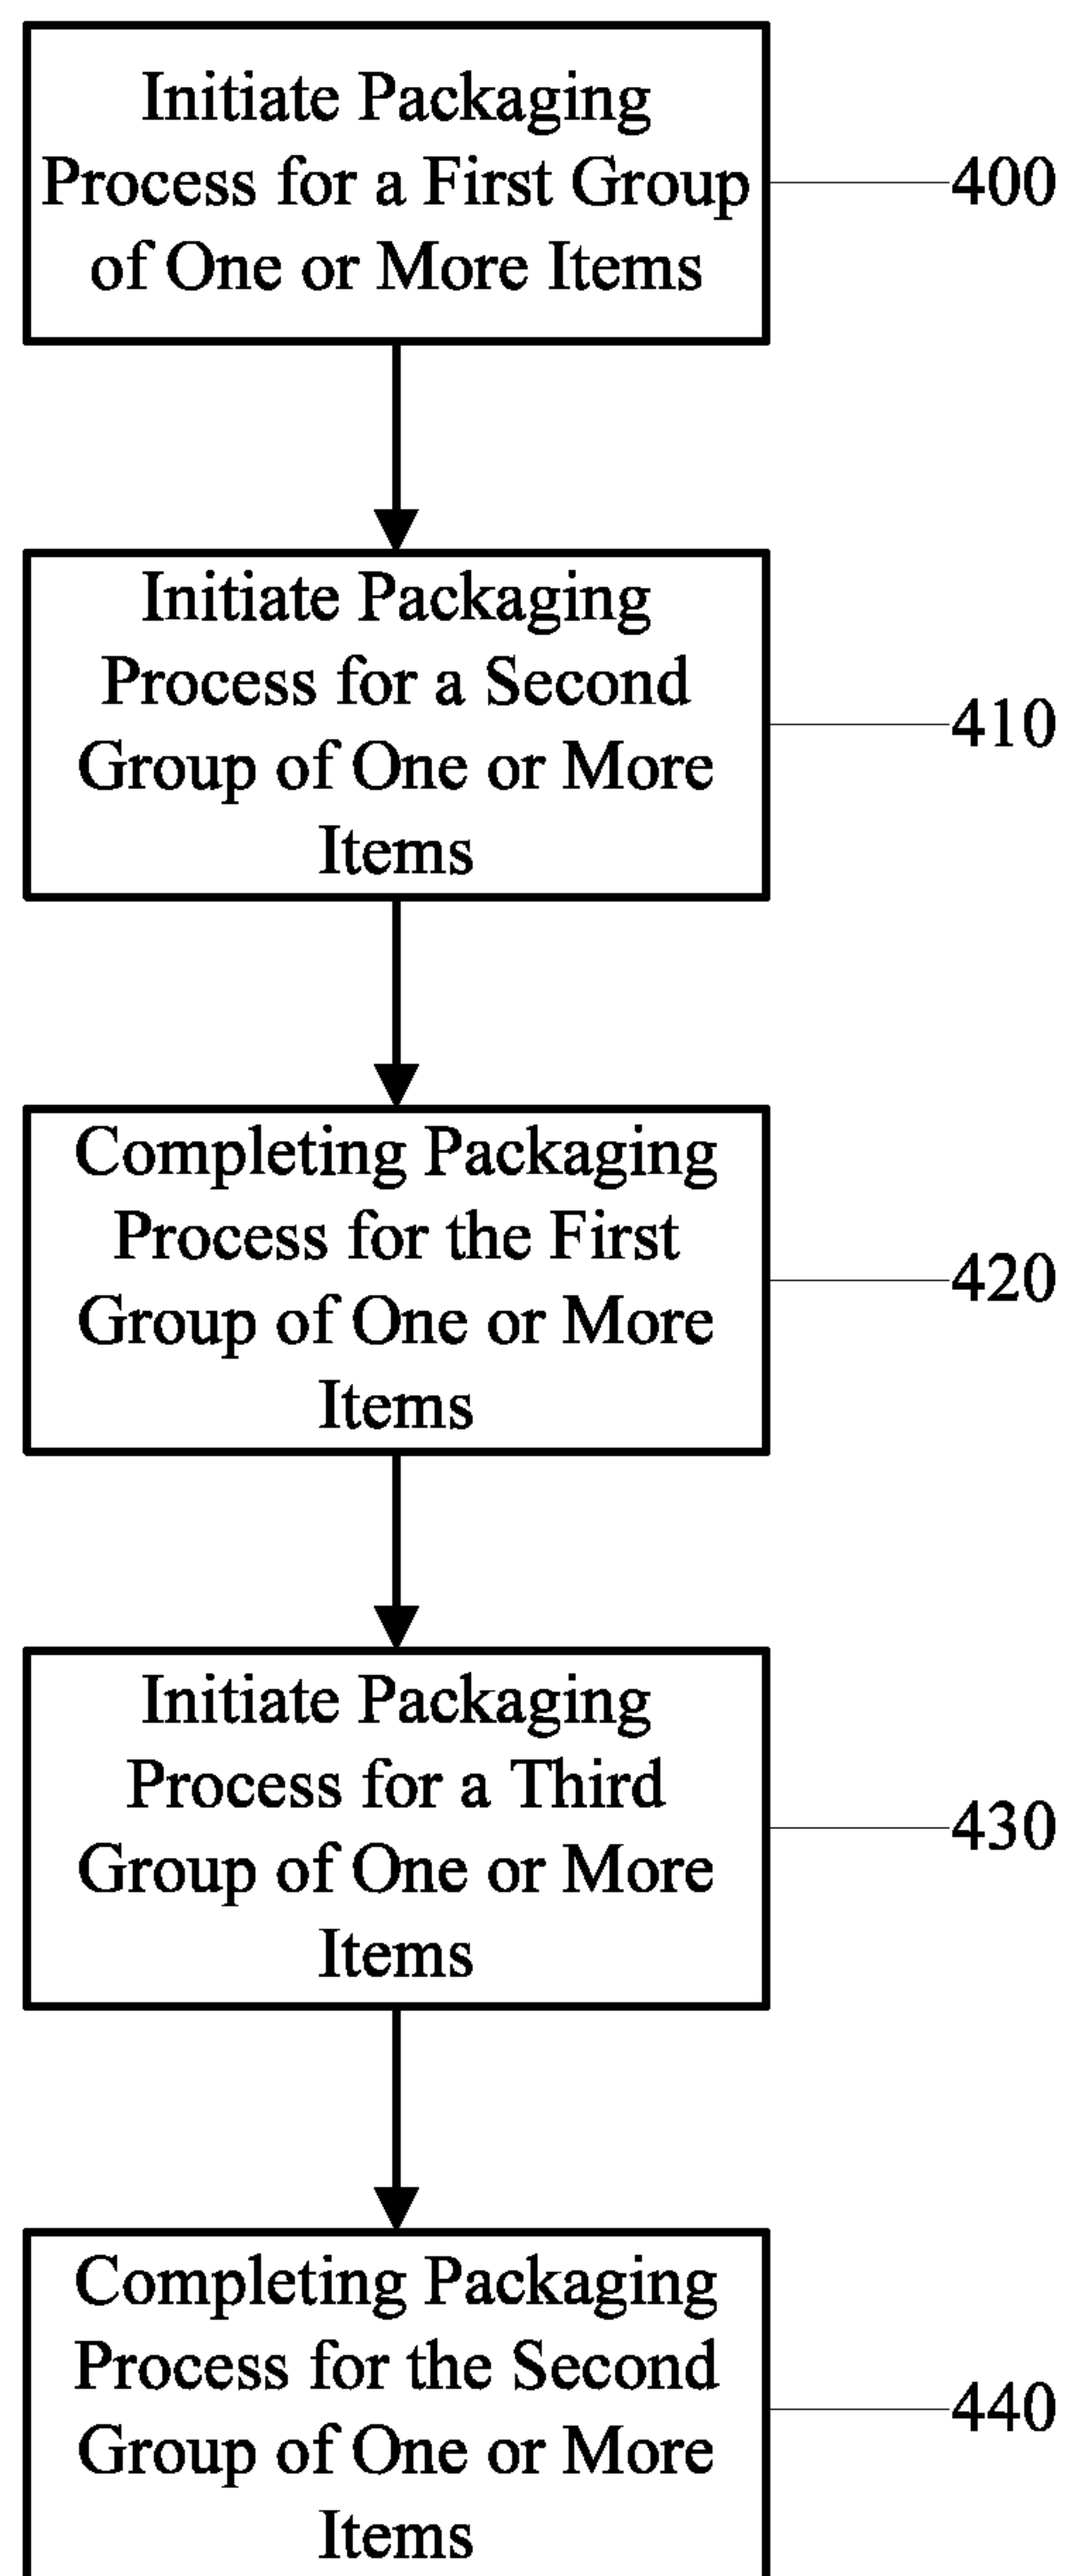 Initiate Packaging
Process for a First Group
of One or More Items
400
Initiate Packaging
Process for a Second
Group of One or More
Items
410
Completing Packaging
Process for the First
Group of One or More
Items
420
Initiate Packaging
Process for a Third
Group of One or More
Items
430
Completing Packaging
Process for the Second
Group of One or More
Items
440